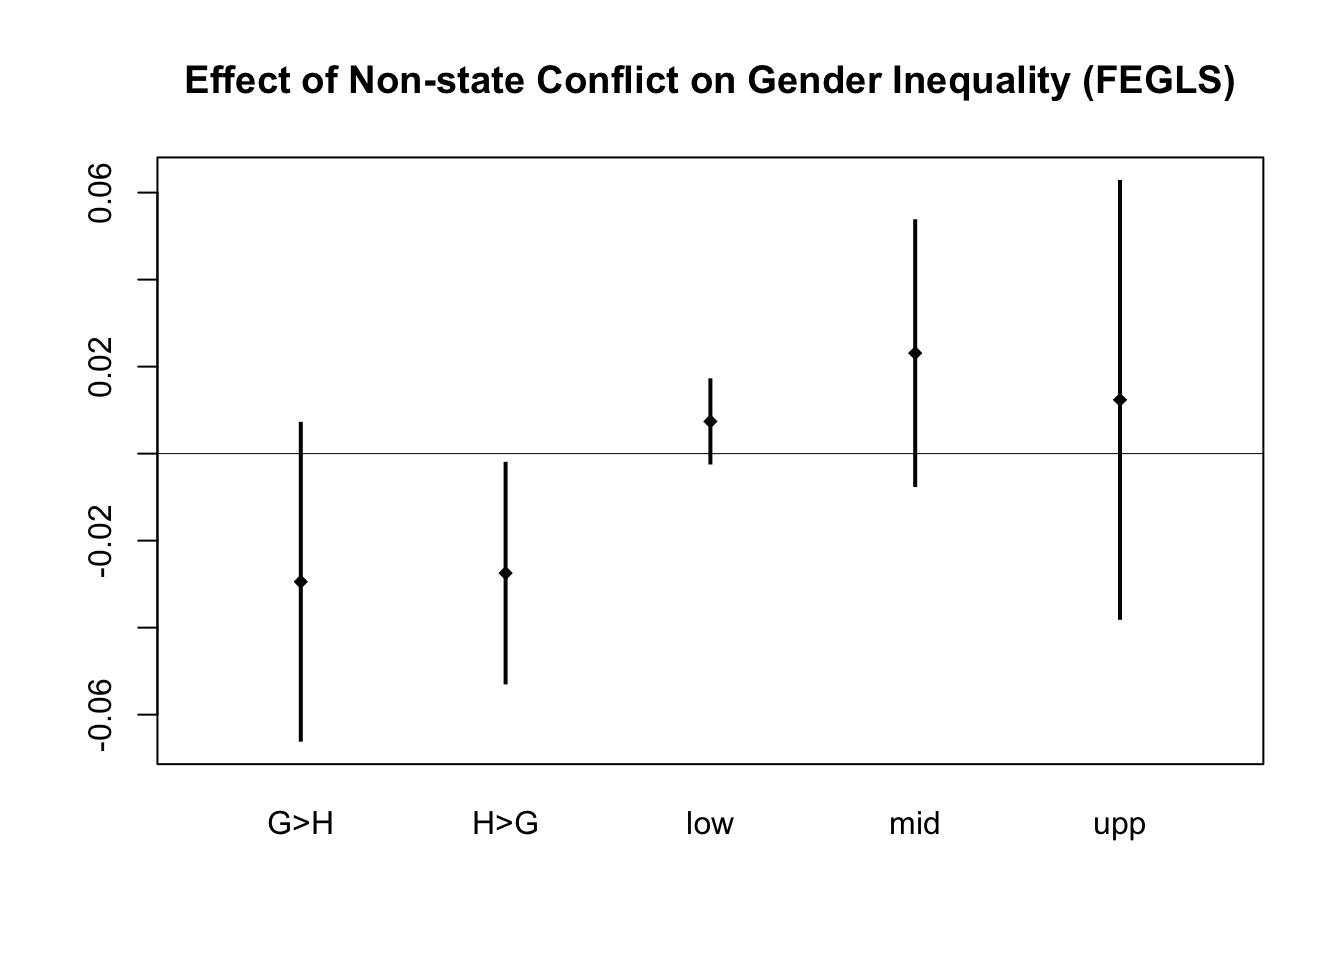 Effect of Non-state Conflict on Gender Inequality (FEGLS)
0.06
0.02
-0.02
-0.06
G>H H>G low mid upp